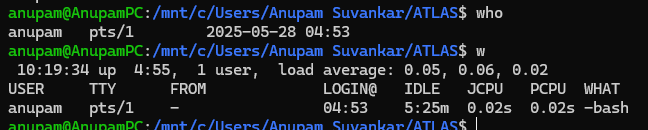 anupam@AnupamPC:/mnt/c/Users/Anupam Suvankar/ATLAS$ who
anupam   pts/1        2025-05-28 04:53
anupam@AnupamPC:/mnt/c/Users/Anupam Suvankar/ATLAS$ w
 10:19:34 up  4:55,  1 user,  load average: 0.05, 0.06, 0.02
USER     TTY      FROM             LOGIN@   IDLE   JCPU   PCPU  WHAT
anupam   pts/1    -                04:53    5:25m  0.02s  0.02s -bash
anupam@AnupamPC:/mnt/c/Users/Anupam Suvankar/ATLAS$